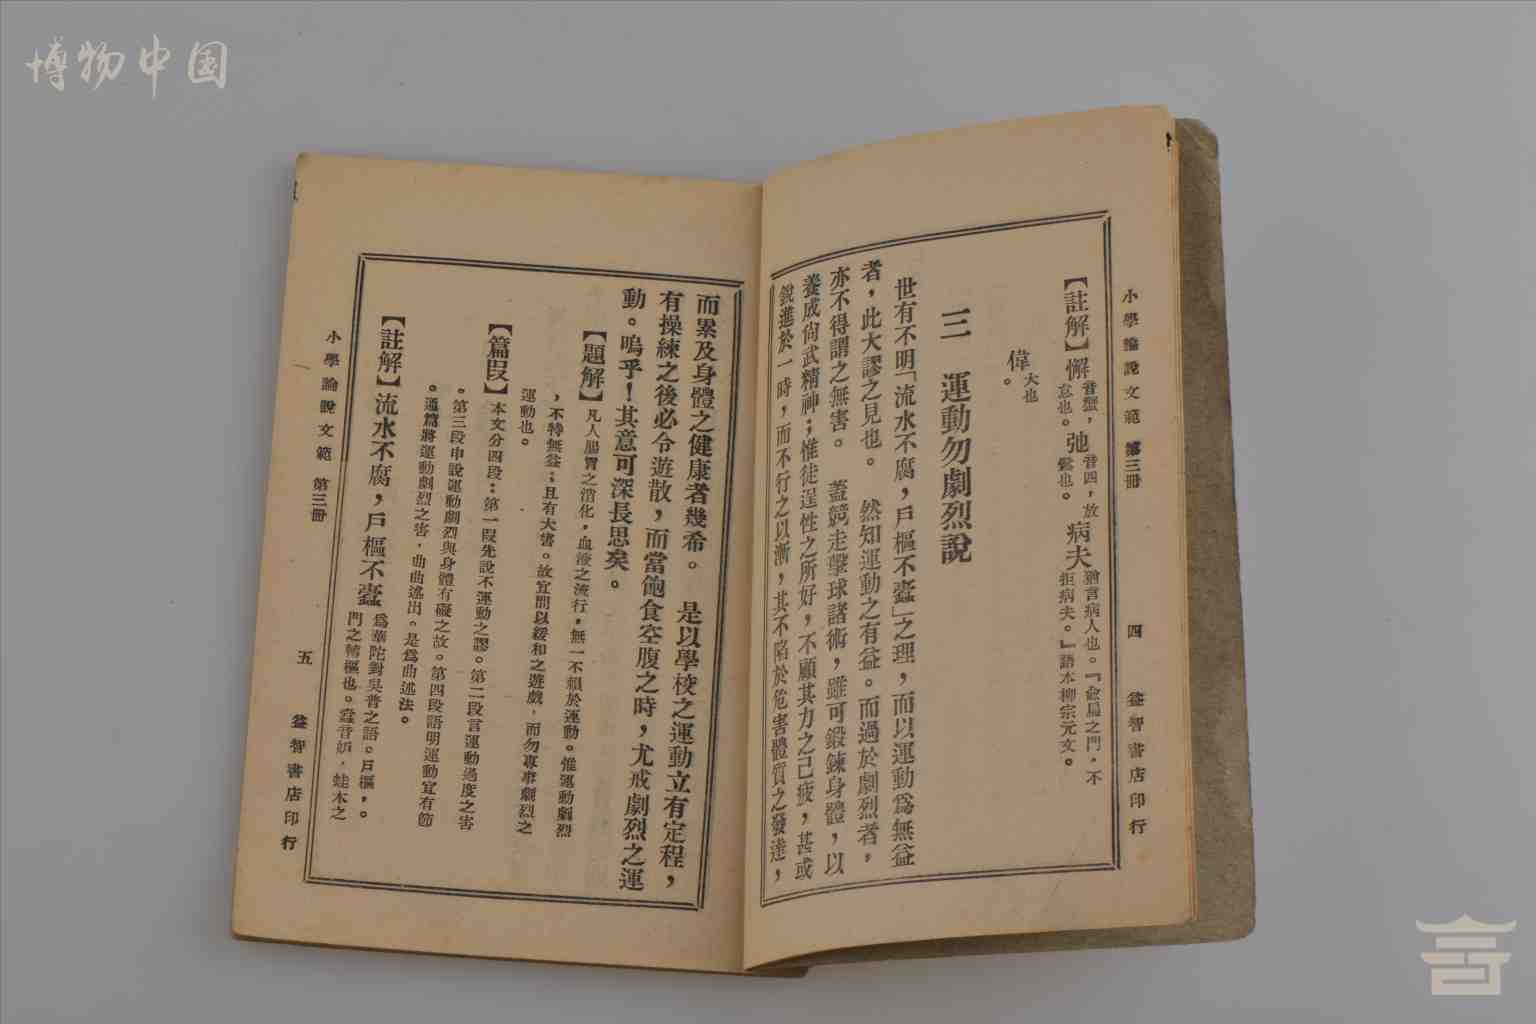 博物中国
小學論說文範 第三冊 四 益智書店印行
【註解】懈音蟹，怠也。弛音四，放鬆也。病夫猶言病人也。『兪扁之門，不拒病夫。』語本柳宗元文。
偉大也。
三 運動勿劇烈說
世有不明「流水不腐，戶樞不蠹」之理，而以運動爲無益
者，此大謬之見也。 然知運動之有益。而過於劇烈者，
亦不得謂之無害。 蓋競走擊球諸術，雖可鍛鍊身體，以
養成尙武精神；惟徒逞性之所好，不顧其力之已疲，甚或
銳進於一時，而不行之以漸，其不陷於危害體質之發達，
而累及身體之健康者幾希。 是以學校之運動立有定程，
有操練之後必令遊散，而當飽食空腹之時，尤戒劇烈之運
動。嗚乎！其意可深長思矣。
【題解】凡人腸胃之消化，血液之流行，無一不賴於運動。惟運動劇烈
，不特無益；且有大害。故宜間以緩和之遊戲，而勿專事劇烈之
運動也。
【篇段】本文分四段：第一段先說不運動之謬。第二段言運動過度之害
。第三段申說運動劇烈與身體有礙之故。第四段語明運動宜有節
。通篇將運動劇烈之害，曲曲述出。是爲曲述法。
【註解】流水不腐，戶樞不蠹爲華陀對吳普之語。戶樞，。門之轉樞也。蠹音妒，蛀木之
小學論說文範 第三冊 五 益智書店印行